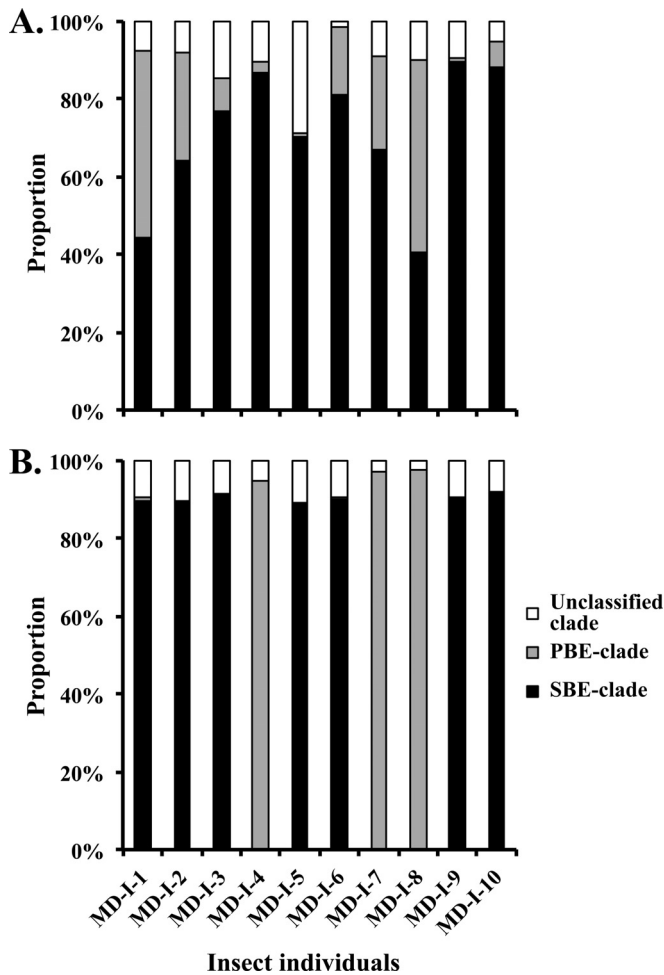 A.
100%
80%
60%
40%
20%
0%
Proportion
B.
100%
80%
60%
40%
20%
0%
Proportion
Unclassified
clade
PBE-clade
SBE-clade
MD-I-1
MD-I-2
MD-I-3
MD-I-4
MD-I-5
MD-I-6
MD-I-7
MD-I-8
MD-I-9
MD-I-10
Insect individuals